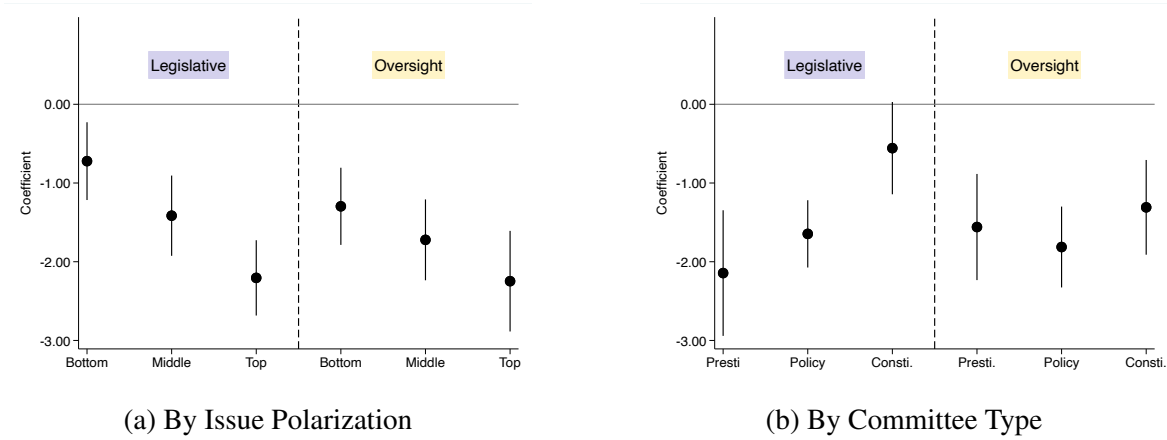 Legislative
Oversight
0.00
-1.00
-2.00
-3.00
Coefficient
Bottom Middle Top Bottom Middle Top
(a) By Issue Polarization
Legislative
Oversight
0.00
-1.00
-2.00
-3.00
Coefficient
Presti Policy Consti. Presti. Policy Consti.
(b) By Committee Type